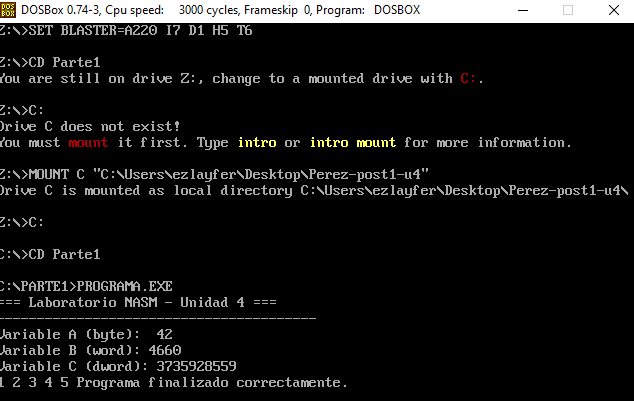 DOS
BOX
DOSBox 0.74-3, Cpu speed: 3000 cycles, Frameskip 0, Program: DOSBOX
Z:\>SET BLASTER=A220 I7 D1 H5 T6
Z:\>CD Parte1
You are still on drive Z:, change to a mounted drive with C:.
Z:\>C:
Drive C does not exist!
You must mount it first. Type intro or intro mount for more information.
Z:\>MOUNT C "C:\Users\ezlayfer\Desktop\Perez-post1-u4"
Drive C is mounted as local directory C:\Users\ezlayfer\Desktop\Perez-post1-u4\
Z:\>C:
C:\>CD Parte1
C:\PARTE1>PROGRAMA.EXE
=== Laboratorio NASM - Unidad 4 ===
----------------------------------------
Variable A (byte):  42
Variable B (word): 4660
Variable C (dword): 3735928559
1 2 3 4 5 Programa finalizado correctamente.